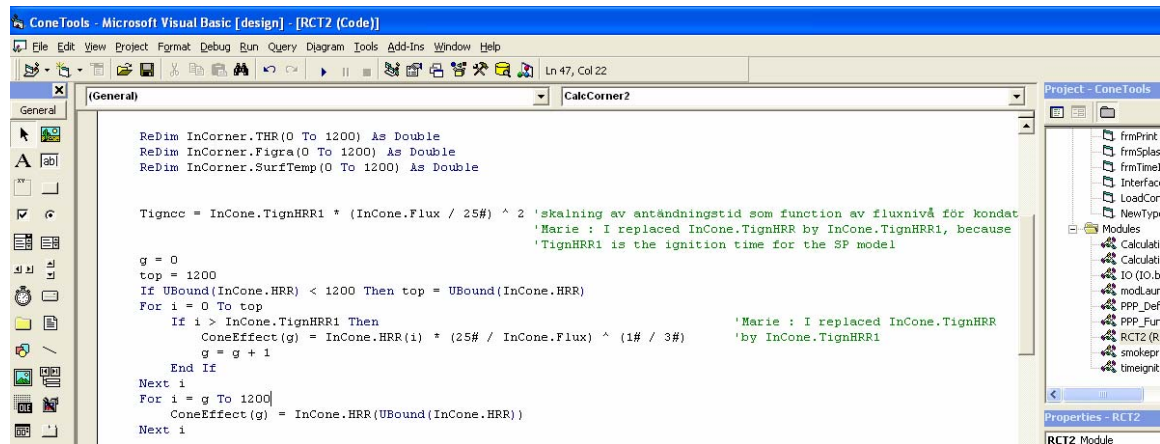 ConeTools - Microsoft Visual Basic [design] - [RCT2 (Code)]
File Edit View Project Format Debug Run Query Diagram Tools Add-Ins Window Help
Ln 47, Col 22
General
(General)
CalcCorner2
ReDim InCorner.THR(0 To 1200) As Double
ReDim InCorner.Figra(0 To 1200) As Double
ReDim InCorner.SurfTemp(0 To 1200) As Double
Tigncc = InCone.TignHRR1 * (InCone.Flux / 25#) ^ 2 'skalning av antändningstid som function av fluxnivå för kondat
'Marie : I replaced InCone.TignHRR by InCone.TignHRR1, because
'TignHRR1 is the ignition time for the SP model
g = 0
top = 1200
If UBound(InCone.HRR) < 1200 Then top = UBound(InCone.HRR)
For i = 0 To top
If i > InCone.TignHRR1 Then 'Marie : I replaced InCone.TignHRR
ConeEffect(g) = InCone.HRR(i) * (25# / InCone.Flux) ^ (1# / 3#) 'by InCone.TignHRR1
g = g + 1
End If
Next i
For i = g To 1200
ConeEffect(g) = InCone.HRR(UBound(InCone.HRR))
Next i
Project - ConeTools
frmPrint
frmSplas
frmTimeI
Interfac
LoadCor
NewType
Modules
Calculati
Calculati
IO (IO.b
modLaur
PPP_Def
PPP_Fun
RCT2 (R
smokepr
timeignit
Properties - RCT2
RCT2 Module